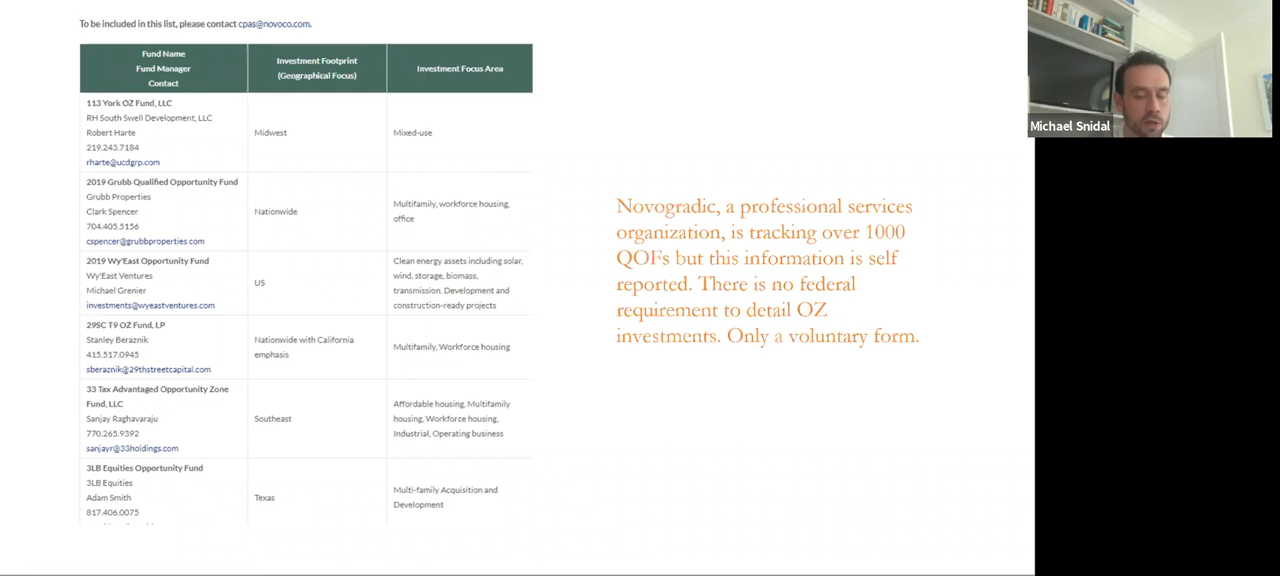 To be included in this list, please contact cpas@novoco.com.
Fund Name
Fund Manager
Contact
Investment Footprint
(Geographical Focus)
Investment Focus Area
113 York OZ Fund, LLC
RH South Swell Development, LLC
Robert Harte
219.243.7184
rharte@ucdgrp.com
Midwest
Mixed-use
2019 Grubb Qualified Opportunity Fund
Grubb Properties
Clark Spencer
704.405.5156
cspencer@grubbproperties.com
Nationwide
Multifamily, workforce housing,
office
2019 Wy'East Opportunity Fund
Wy'East Ventures
Michael Grenier
investments@wyeastventures.com
US
Clean energy assets including solar,
wind, storage, biomass,
transmission. Development and
construction-ready projects
29SC T9 OZ Fund, LP
Stanley Beraznik
415.517.0945
sberaznik@29thstreetcapital.com
Nationwide with California
emphasis
Multifamily, Workforce housing
33 Tax Advantaged Opportunity Zone
Fund, LLC
Sanjay Raghavaraju
770.265.9392
sanjayr@33holdings.com
Southeast
Affordable housing, Multifamily
housing, Workforce housing,
Industrial, Operating business
3LB Equities Opportunity Fund
3LB Equities
Adam Smith
817.406.0075
Texas
Multi-family Acquisition and
Development
Novogradic, a professional services
organization, is tracking over 1000
QOFs but this information is self
reported. There is no federal
requirement to detail OZ
investments. Only a voluntary form.
Michael Snidal